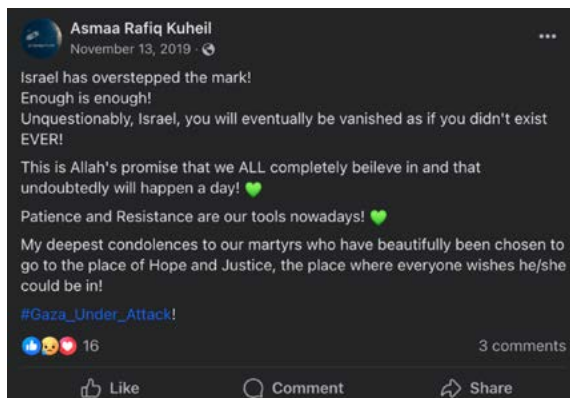 Asmaa Rafiq Kuheil
November 13, 2019 ·
Israel has overstepped the mark!
Enough is enough!
Unquestionably, Israel, you will eventually be vanished as if you didn't exist
EVER!
This is Allah's promise that we ALL completely beileve in and that
undoubtedly will happen a day! 💚
Patience and Resistance are our tools nowadays! 💚
My deepest condolences to our martyrs who have beautifully been chosen to
go to the place of Hope and Justice, the place where everyone wishes he/she
could be in!
#Gaza_Under_Attack!
16
3 comments
Like
Comment
Share